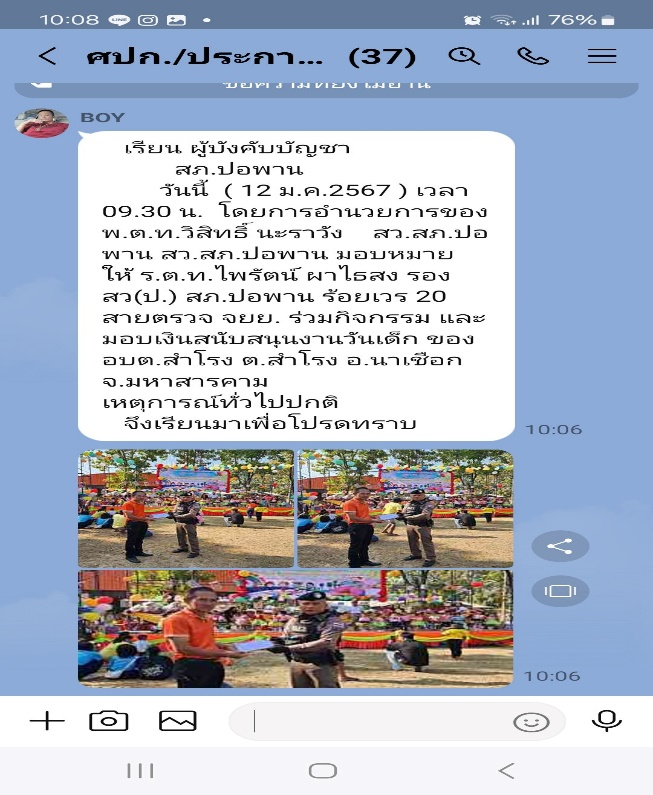 10:08
76%
ศปก./ประกา... (37)
ข้อความที่ยังไม่อ่าน
BOY
เรียน ผู้บังคับบัญชา
สภ.ปอพาน
วันนี้ ( 12 ม.ค.2567 ) เวลา
09.30 น. โดยการอำนวยการของ
พ.ต.ท.วิสิทธิ์ นะราวัง สว.สภ.ปอ
พาน สว.สภ.ปอพาน มอบหมาย
ให้ ร.ต.ท.ไพรัตน์ ผาไธสง รอง
สว(ป.) สภ.ปอพาน ร้อยเวร 20
สายตรวจ จยย. ร่วมกิจกรรม และ
มอบเงินสนับสนุนงานวันเด็ก ของ
อบต.สำโรง ต.สำโรง อ.นาเชือก
จ.มหาสารคาม
เหตุการณ์ทั่วไปปกติ
จึงเรียนมาเพื่อโปรดทราบ
10:06
10:06